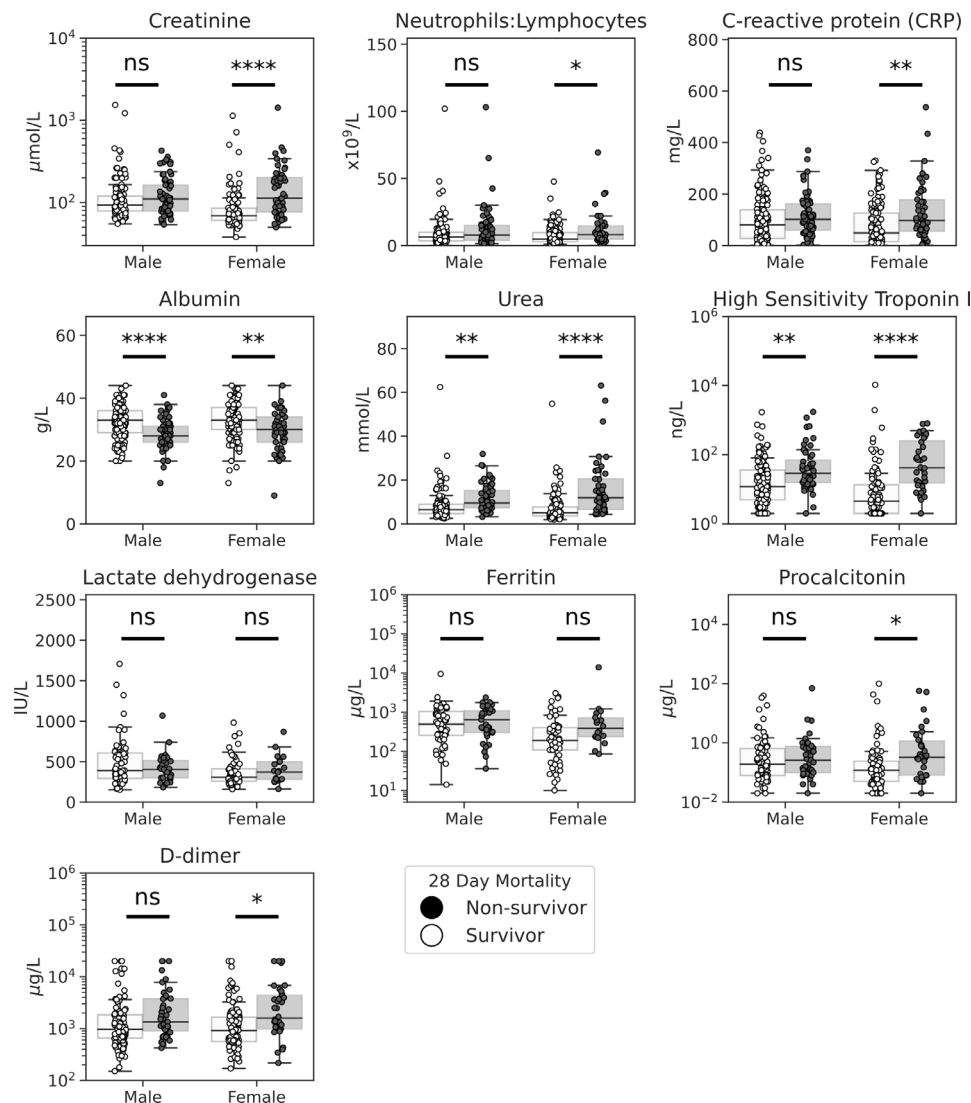 Creatinine
10⁴
10³
10²
µmol/L
ns
****
Male
Female
Neutrophils:Lymphocytes
150
100
50
0
x10⁹/L
ns
*
Male
Female
C-reactive protein (CRP)
800
600
400
200
0
mg/L
ns
**
Male
Female
Albumin
60
40
20
0
g/L
****
**
Male
Female
Urea
80
60
40
20
0
mmol/L
**
****
Male
Female
High Sensitivity Troponin I
10⁶
10⁴
10²
10⁰
ng/L
**
****
Male
Female
Lactate dehydrogenase
2500
2000
1500
1000
500
0
IU/L
ns
ns
Male
Female
Ferritin
10⁶
10⁵
10⁴
10³
10²
10¹
µg/L
ns
ns
Male
Female
Procalcitonin
10⁴
10²
10⁰
10⁻²
µg/L
ns
*
Male
Female
D-dimer
10⁶
10⁵
10⁴
10³
10²
µg/L
ns
*
Male
Female
28 Day Mortality
Non-survivor
Survivor